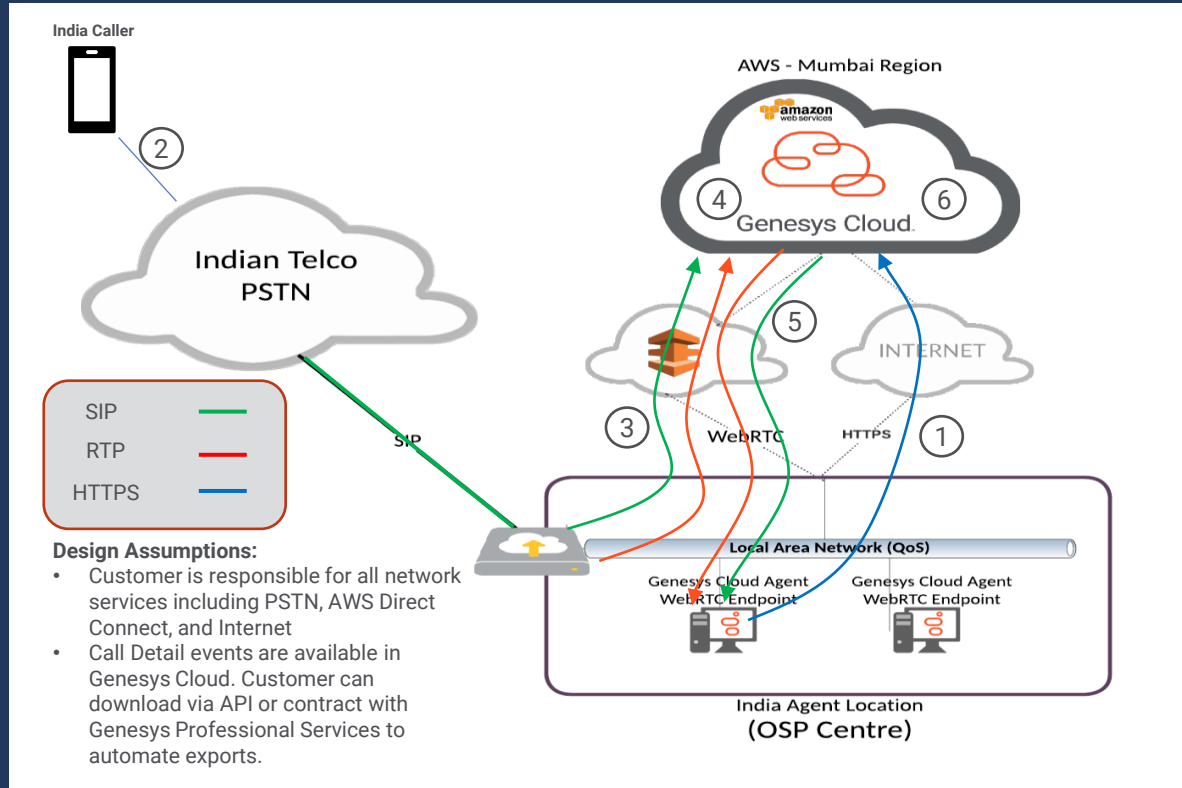 India Caller
2
Indian Telco
PSTN
AWS - Mumbai Region
amazon
web services
4
6
Genesys Cloud.
5
INTERNET
3
WebRTC
HTTPS
1
SIP
RTP
HTTPS
SIP
Local Area Network (QoS)
Genesys Cloud Agent
WebRTC Endpoint
Genesys Cloud Agent
WebRTC Endpoint
India Agent Location
(OSP Centre)
Design Assumptions:
• Customer is responsible for all network
services including PSTN, AWS Direct
Connect, and Internet
• Call Detail events are available in
Genesys Cloud. Customer can
download via API or contract with
Genesys Professional Services to
automate exports.